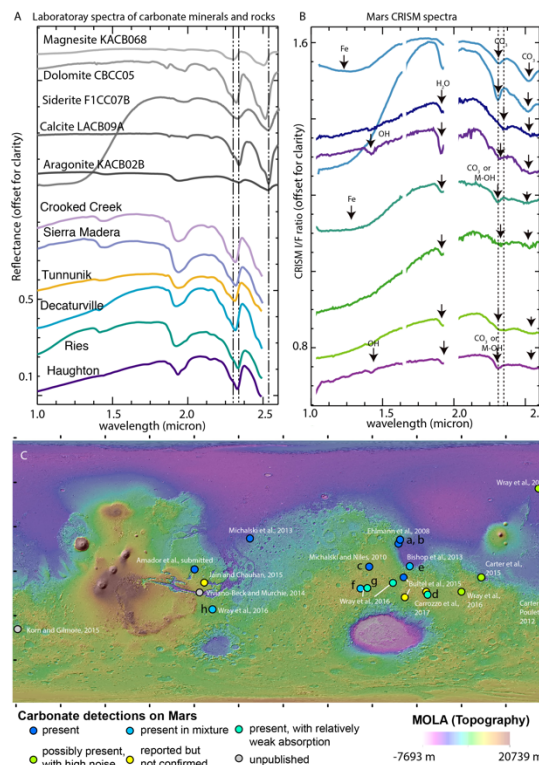 A Laboratoray spectra of carbonate minerals and rocks
Magnesite KACB068
Dolomite CBCC05
Siderite F1CC07B
Calcite LACB09A
Aragonite KACB02B
Crooked Creek
Sierra Madera
Tunnunik
Decaturville
Ries
Haughton
Reflectance (offset for clarity)
0.5
0.1
1.0 1.5 2.0 2.5
wavelength (micron)
B Mars CRISM spectra
1.6
0.8
CRISM I/F ratio (offset for clarity)
Fe
CO3
CO3
H2O
OH
CO3 or
M-OH
Fe
OH
CO3 or
M-OH
1.0 1.5 2.0 2.5
wavelength (micron)
C
Wray et al., 20
Michalski et al., 2013
Ehlmann et al., 2008
a, b
Amador et al., submitted
Michalski and Niles, 2010
Bishop et al., 2013
c
e
Carter et al.,
2015
Jain and Chauhan, 2015
Viviano-Beck and Murchie, 2014
f
g
Bultel et al., 2015
d
h
Wray et al., 2016
Wray et al.,
2016
Carrozzo et al.,
2017
Wray et al.,
2016
Carter
Poulet
2012
Korn and Gilmore, 2015
Carbonate detections on Mars
present
present in mixture
present, with relatively
weak absorption
possibly present,
with high noise
reported but
not confirmed
unpublished
MOLA (Topography)
-7693 m 20739 m